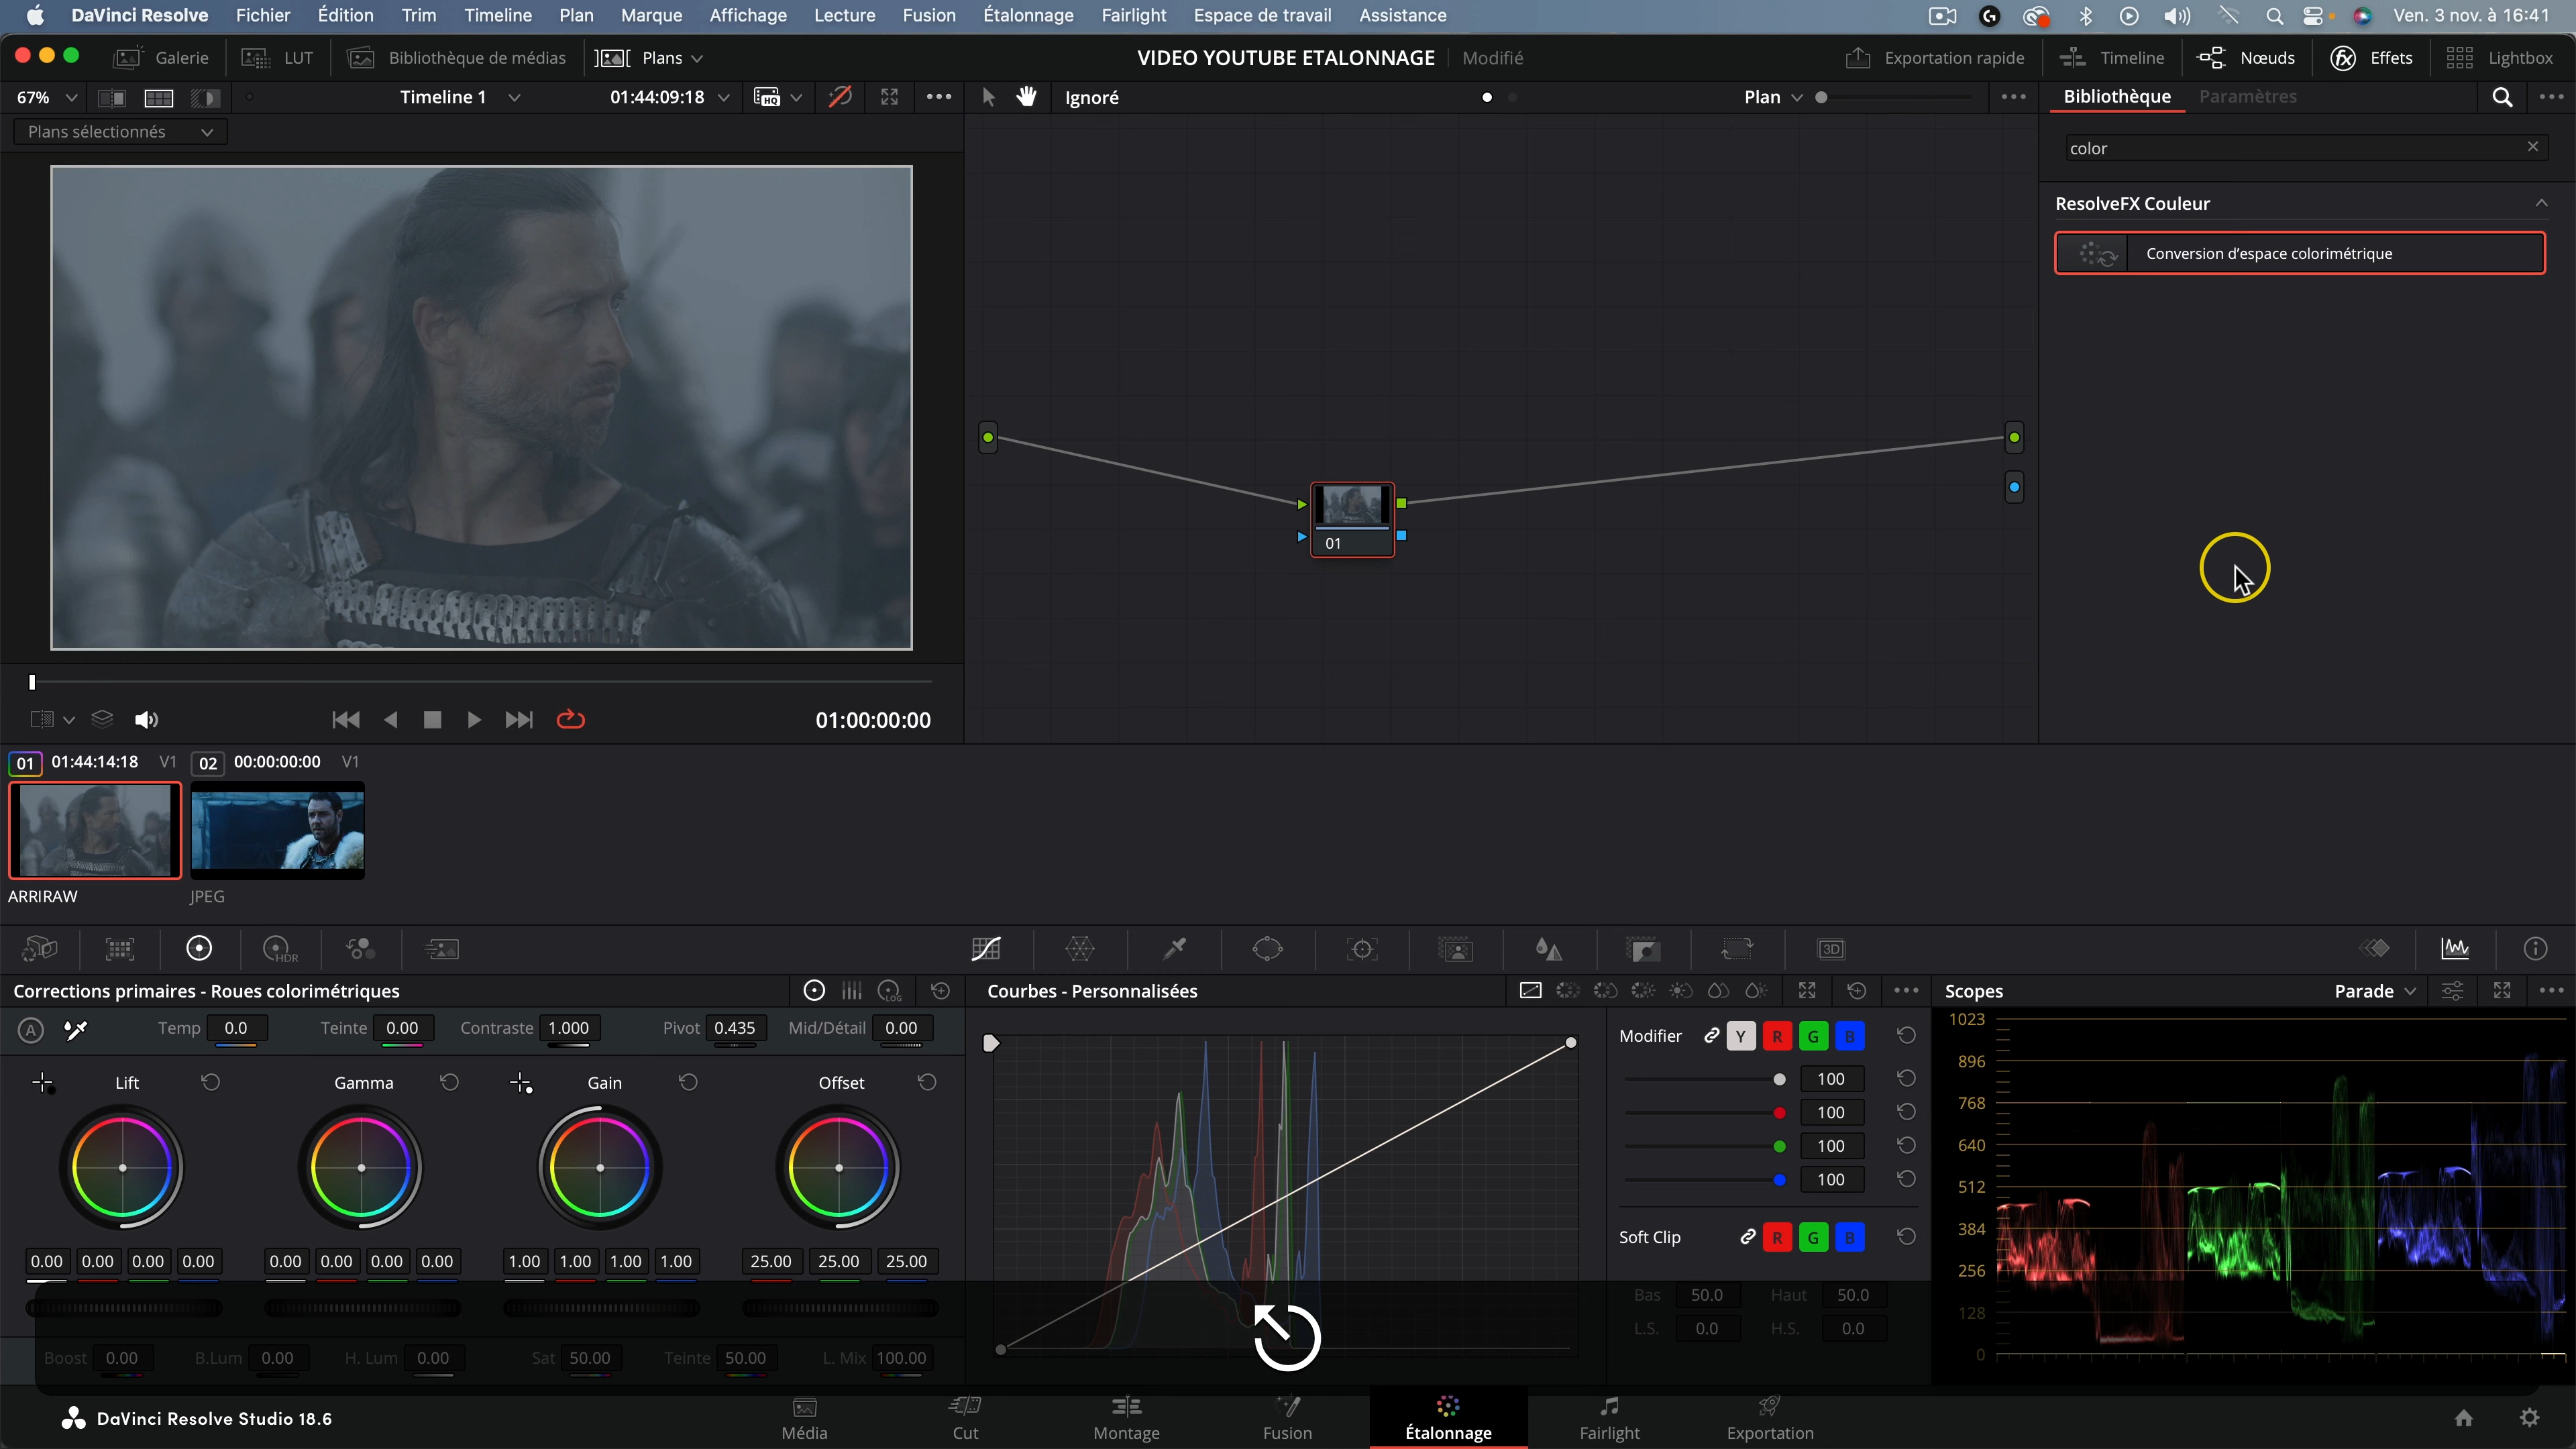 DaVinci Resolve Fichier Édition Trim Timeline Plan Marque Affichage Lecture Fusion Étalonnage Fairlight Espace de travail Assistance Ven. 3 nov. à 16:41
Galerie LUT Bibliothèque de médias Plans VIDEO YOUTUBE ETALONNAGE Modifié Exportation rapide Timeline Nœuds Effets Lightbox
67% Timeline 1 01:44:09:18 HQ Ignoré Plan Bibliothèque Paramètres
Plans sélectionnés
color
ResolveFX Couleur
Conversion d'espace colorimétrique
01
01:00:00:00
01 01:44:14:18 V1 02 00:00:00:00 V1
ARRIRAW JPEG
HDR 3D
Corrections primaires - Roues colorimétriques LOG Courbes - Personnalisées Scopes Parade
A Temp 0.0 Teinte 0.00 Contraste 1.000 Pivot 0.435 Mid/Détail 0.00
Lift Gamma Gain Offset
0.00 0.00 0.00 0.00 0.00 0.00 0.00 0.00 1.00 1.00 1.00 1.00 25.00 25.00 25.00
Boost 0.00 B.Lum 0.00 H. Lum 0.00 Sat 50.00 Teinte 50.00 L. Mix 100.00
Modifier Y R G B
100
100
100
100
Soft Clip R G B
Bas 50.0 Haut 50.0
L.S. 0.0 H.S. 0.0
1023
896
768
640
512
384
256
128
0
DaVinci Resolve Studio 18.6 Média Cut Montage Fusion Étalonnage Fairlight Exportation